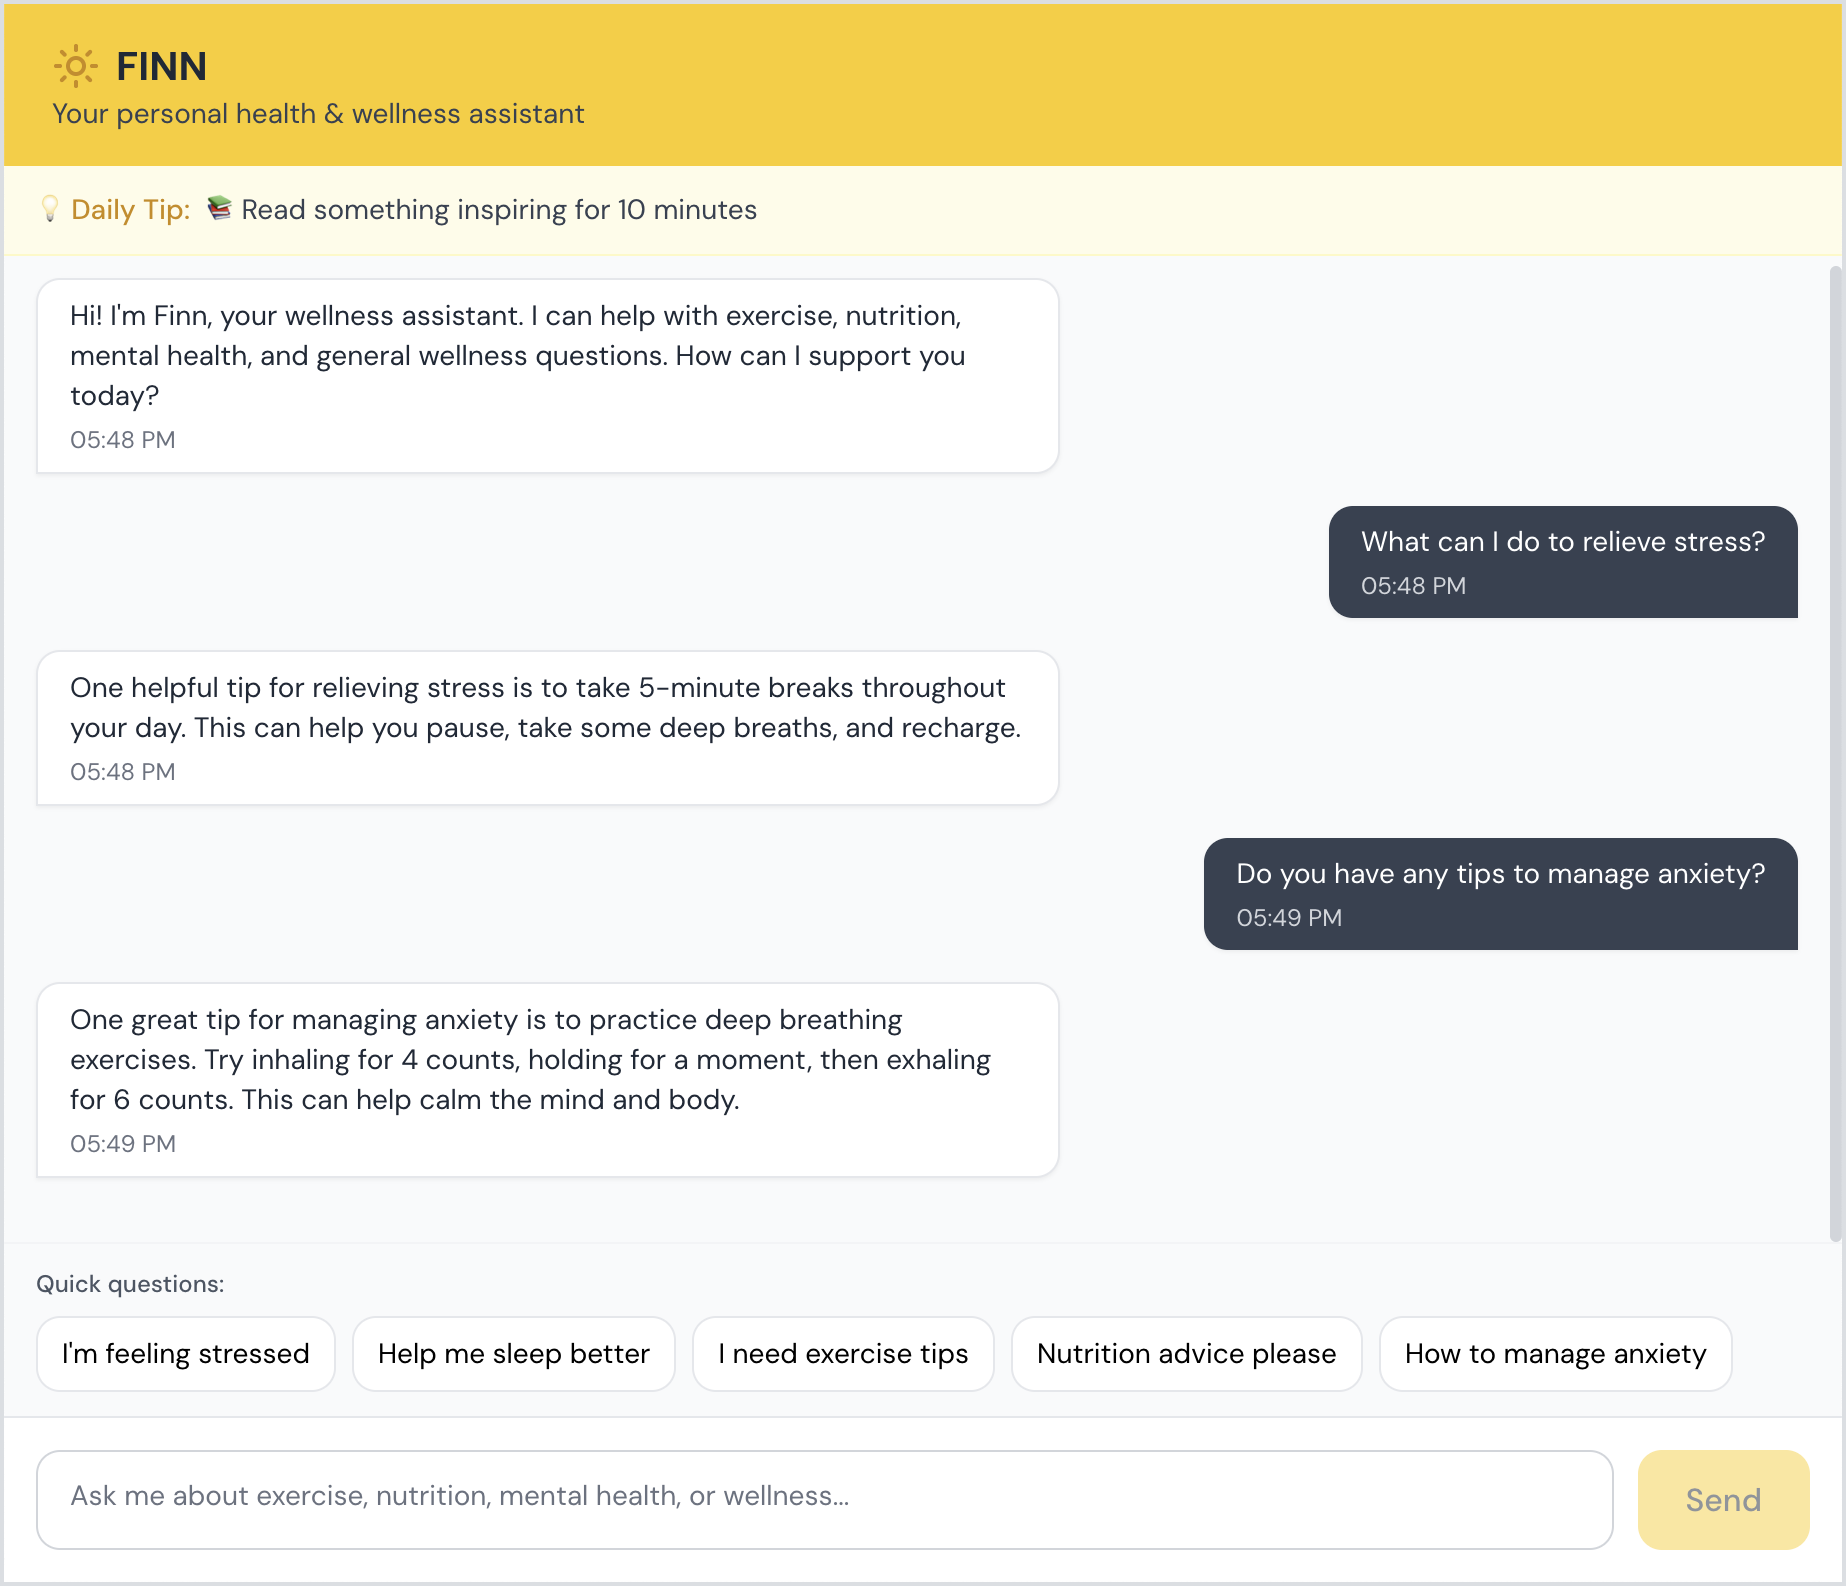 FINN
Your personal health & wellness assistant
Daily Tip: Read something inspiring for 10 minutes
Hi! I'm Finn, your wellness assistant. I can help with exercise, nutrition,
mental health, and general wellness questions. How can I support you
today?
05:48 PM
What can I do to relieve stress?
05:48 PM
One helpful tip for relieving stress is to take 5-minute breaks throughout
your day. This can help you pause, take some deep breaths, and recharge.
05:48 PM
Do you have any tips to manage anxiety?
05:49 PM
One great tip for managing anxiety is to practice deep breathing
exercises. Try inhaling for 4 counts, holding for a moment, then exhaling
for 6 counts. This can help calm the mind and body.
05:49 PM
Quick questions:
I'm feeling stressed
Help me sleep better
I need exercise tips
Nutrition advice please
How to manage anxiety
Ask me about exercise, nutrition, mental health, or wellness...
Send